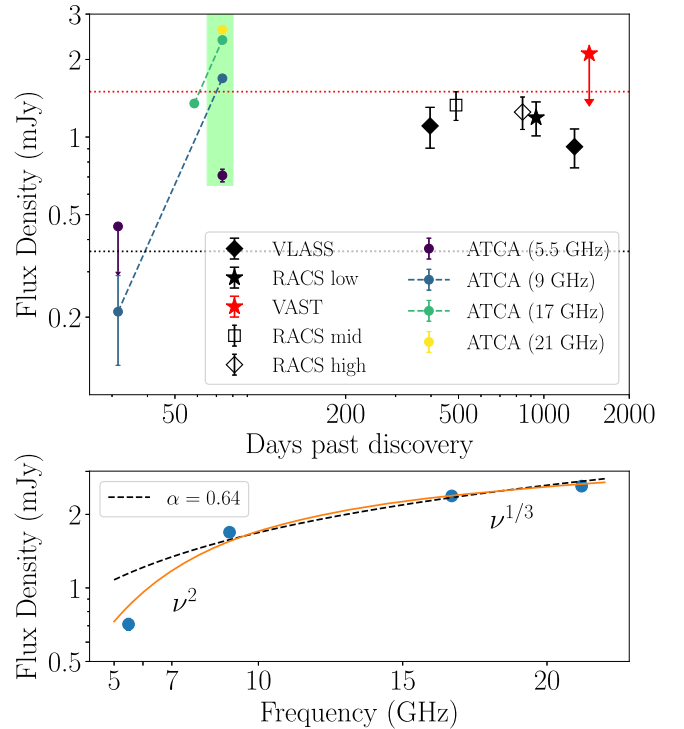 3
2
1
0.5
0.2
Flux Density (mJy)
VLASS
RACS low
VAST
RACS mid
RACS high
ATCA (5.5 GHz)
ATCA (9 GHz)
ATCA (17 GHz)
ATCA (21 GHz)
50 200 500 1000 2000
Days past discovery
2
1
0.5
Flux Density (mJy)
α = 0.64
ν^{1/3}
ν^2
5 7 10 15 20
Frequency (GHz)